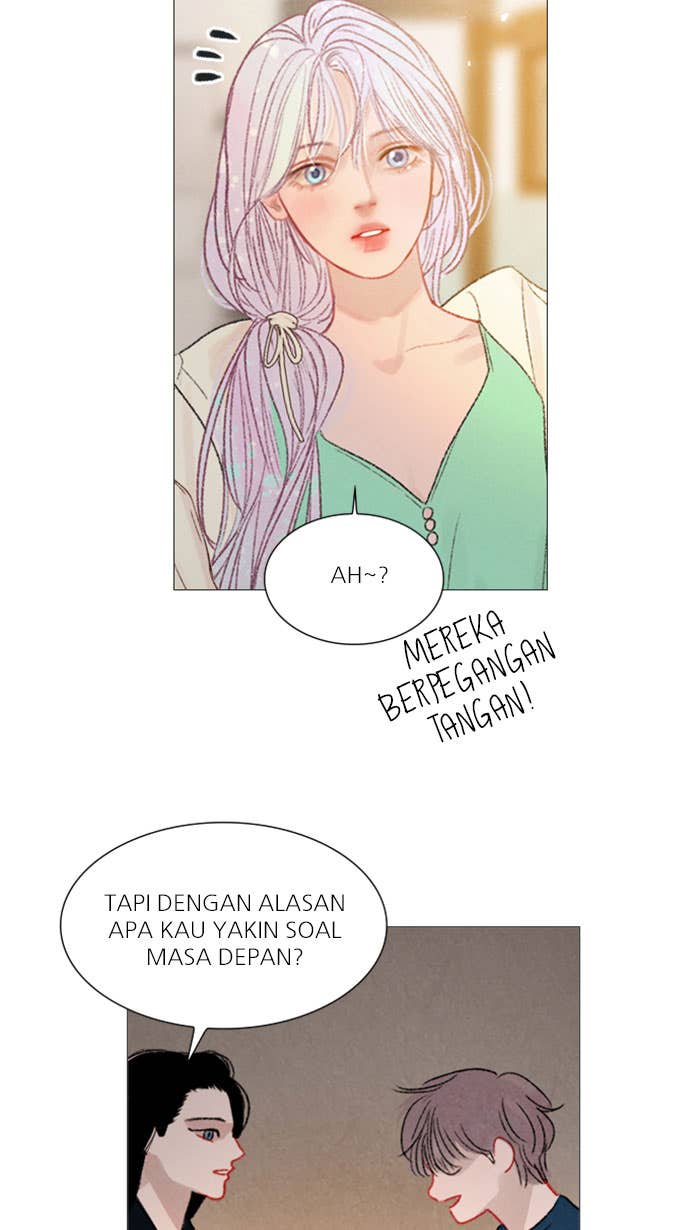 AH~?
MEREKA
BERPEGANGAN
TANGAN!
TAPI DENGAN ALASAN
APA KAU YAKIN SOAL
MASA DEPAN?